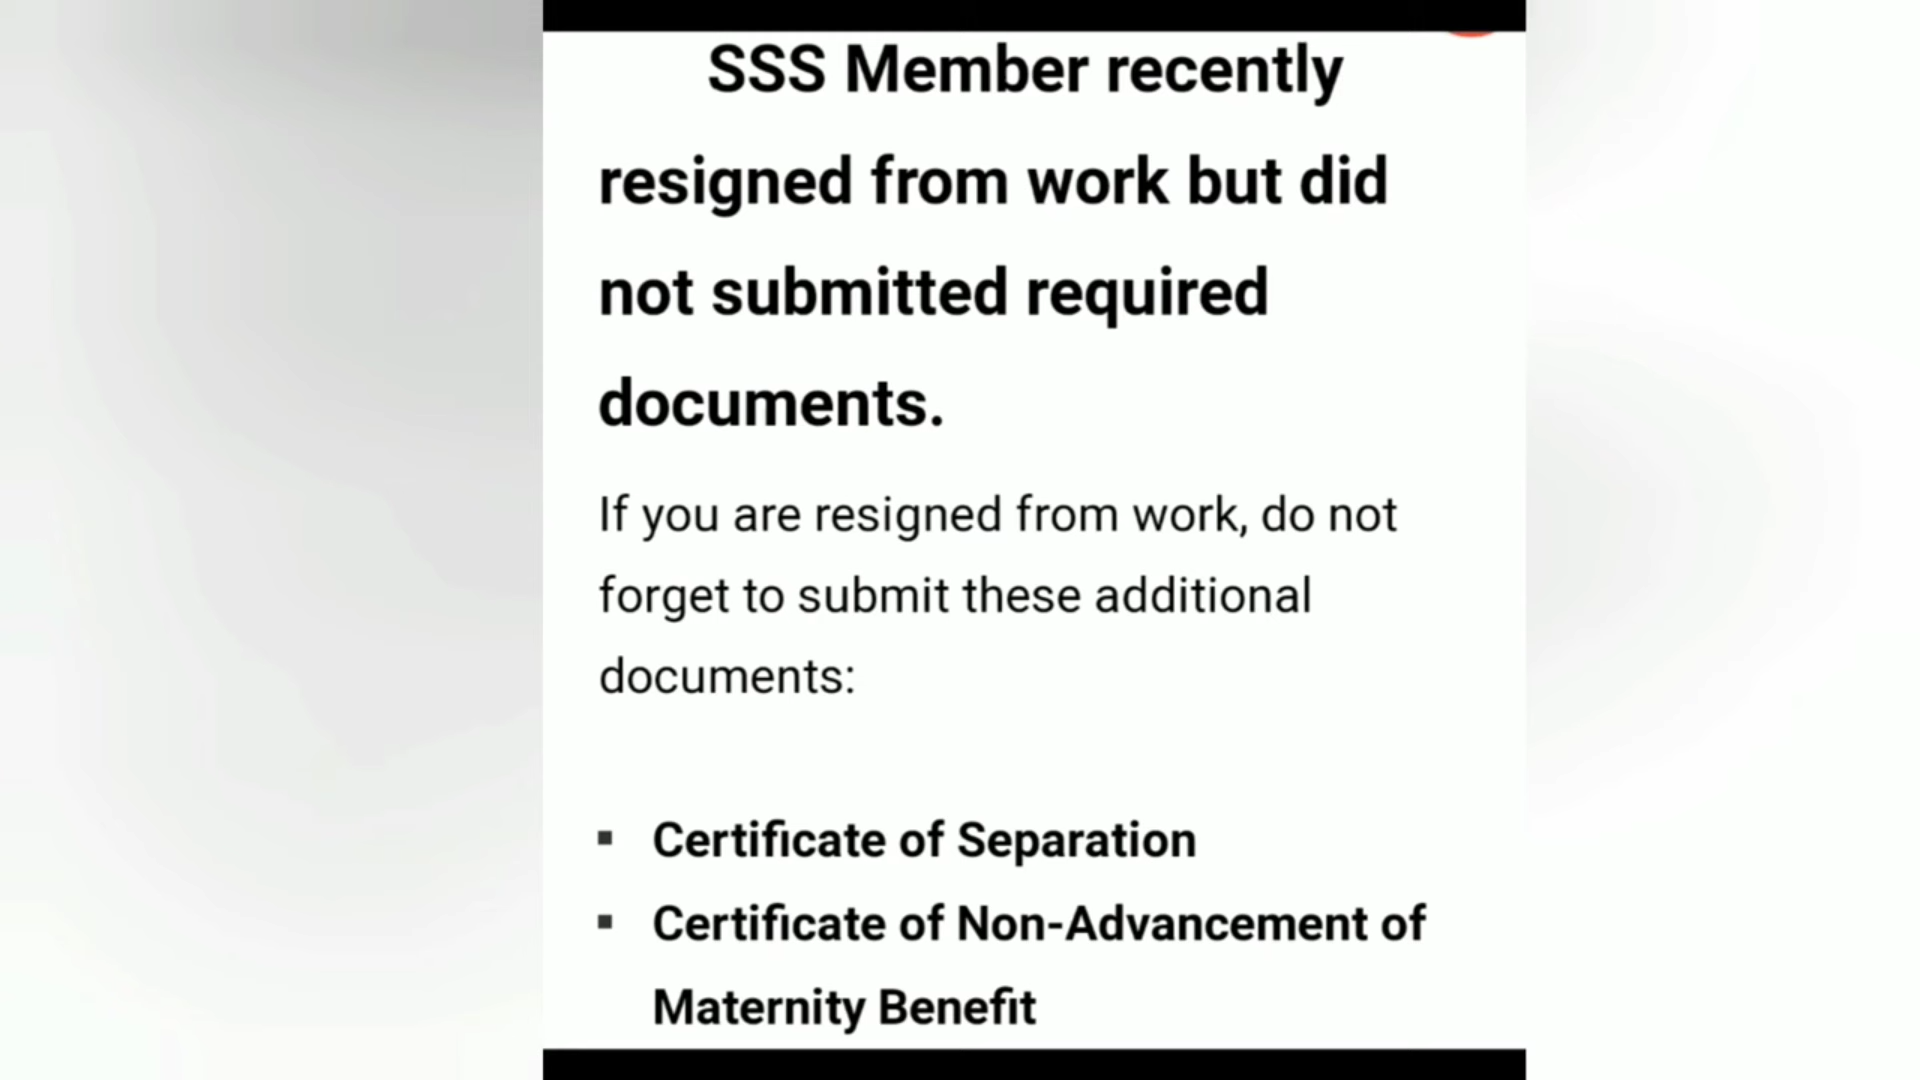 SSS Member recently
resigned from work but did
not submitted required
documents.
If you are resigned from work, do not
forget to submit these additional
documents:
▪ Certificate of Separation
▪ Certificate of Non-Advancement of
Maternity Benefit